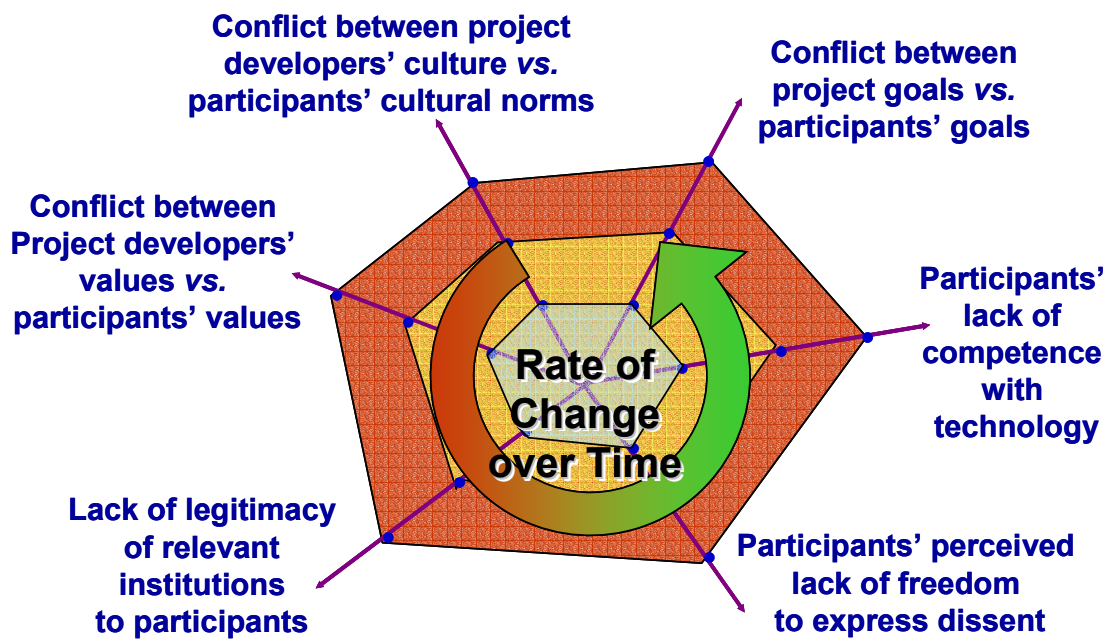 Conflict between project
developers’ culture vs.
participants’ cultural norms
Conflict between
project goals vs.
participants’ goals
Conflict between
Project developers’
values vs.
participants’ values
Participants’
lack of
competence
with
technology
Rate of
Change
over Time
Lack of legitimacy
of relevant
institutions
to participants
Participants’ perceived
lack of freedom
to express dissent